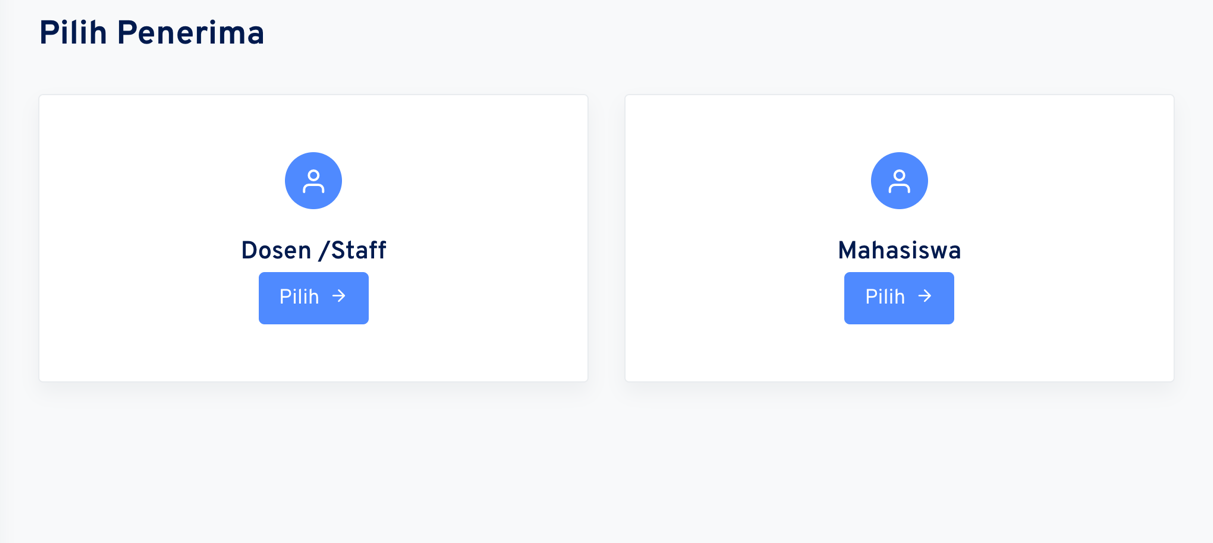 Pilih Penerima
Dosen /Staff
Pilih →
Mahasiswa
Pilih →